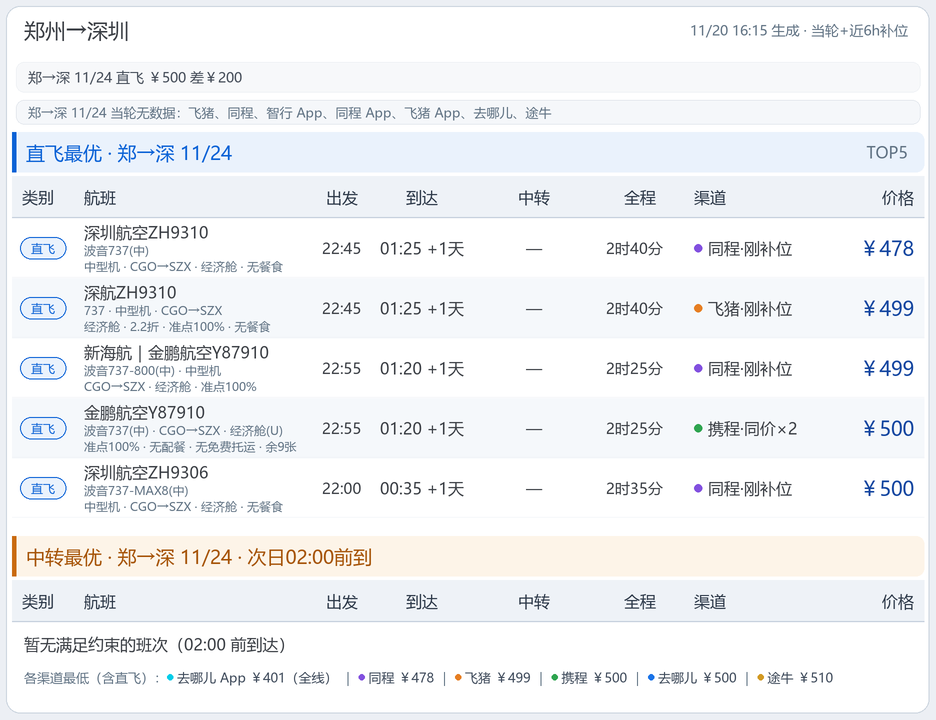 郑州→深圳
11/20 16:15 生成 · 当轮+近6h补位
郑→深 11/24 直飞 ￥500 差￥200
郑→深 11/24 当轮无数据：飞猪、同程、智行 App、同程 App、飞猪 App、去哪儿、途牛
直飞最优 · 郑→深 11/24 TOP5
类别 航班 出发 到达 中转 全程 渠道 价格
深圳航空ZH9310
波音737(中)
直飞 22:45 01:25 +1天 — 2时40分 同程·刚补位 ￥478
中型机 · CGO→SZX · 经济舱 · 无餐食
深航ZH9310
737 · 中型机 · CGO→SZX
直飞 22:45 01:25 +1天 — 2时40分 飞猪·刚补位 ￥499
经济舱 · 2.2折 · 准点100% · 无餐食
新海航｜金鹏航空Y87910
波音737-800(中) · 中型机
直飞 22:55 01:20 +1天 — 2时25分 同程·刚补位 ￥499
CGO→SZX · 经济舱 · 准点100%
金鹏航空Y87910
波音737(中) · CGO→SZX · 经济舱(U)
直飞 22:55 01:20 +1天 — 2时25分 携程·同价×2 ￥500
准点100% · 无配餐 · 无免费托运 · 余9张
深圳航空ZH9306
波音737-MAX8(中)
直飞 22:00 00:35 +1天 — 2时35分 同程·刚补位 ￥500
中型机 · CGO→SZX · 经济舱 · 无餐食
中转最优 · 郑→深 11/24 · 次日02:00前到
类别 航班 出发 到达 中转 全程 渠道 价格
暂无满足约束的班次（02:00 前到达）
各渠道最低（含直飞）: 去哪儿 App ￥401（全线） | 同程 ￥478 | 飞猪 ￥499 | 携程 ￥500 | 去哪儿 ￥500 | 途牛 ￥510